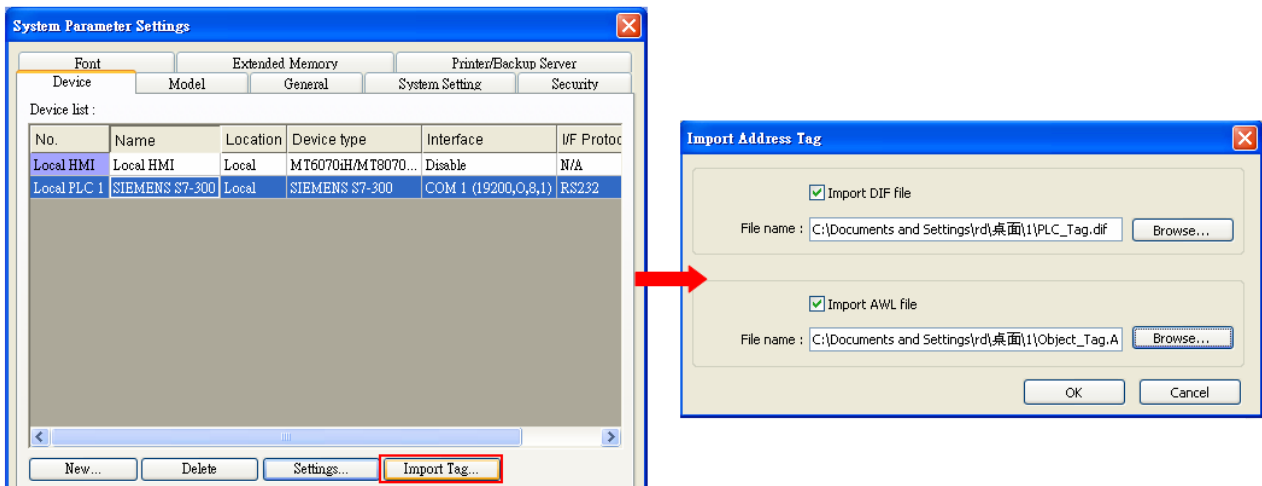 System Parameter Settings
Font Extended Memory Printer/Backup Server
Device Model General System Setting Security
Device list :
No. Name Location Device type Interface I/F Protoc
Local HMI Local HMI Local MT6070iH/MT8070... Disable N/A
Local PLC 1 SIEMENS S7-300 Local SIEMENS S7-300 COM 1 (19200,O,8,1) RS232
New... Delete Settings... Import Tag...
Import Address Tag
Import DIF file
File name : C:\Documents and Settings\rd\桌面\1\PLC_Tag.dif Browse...
Import AWL file
File name : C:\Documents and Settings\rd\桌面\1\Object_Tag.A Browse...
OK Cancel